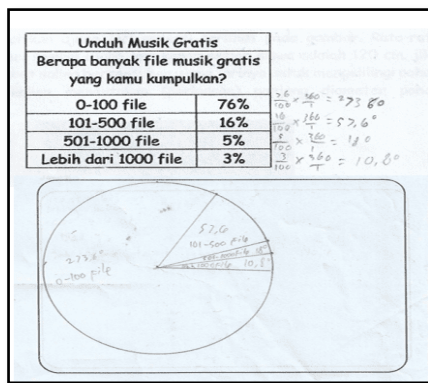 Unduh Musik Gratis
Berapa banyak file musik gratis
yang kamu kumpulkan?
0-100 file 76% 76/100 × 360/1 = 273,60
101-500 file 16% 16/100 × 360/1 = 57,6°
501-1000 file 5% 5/100 × 360/1 = 18°
Lebih dari 1000 file 3% 3/100 × 360/1 = 10,8°
57,6
101-500 file
273,6°
0-100 file
18°
10,8°